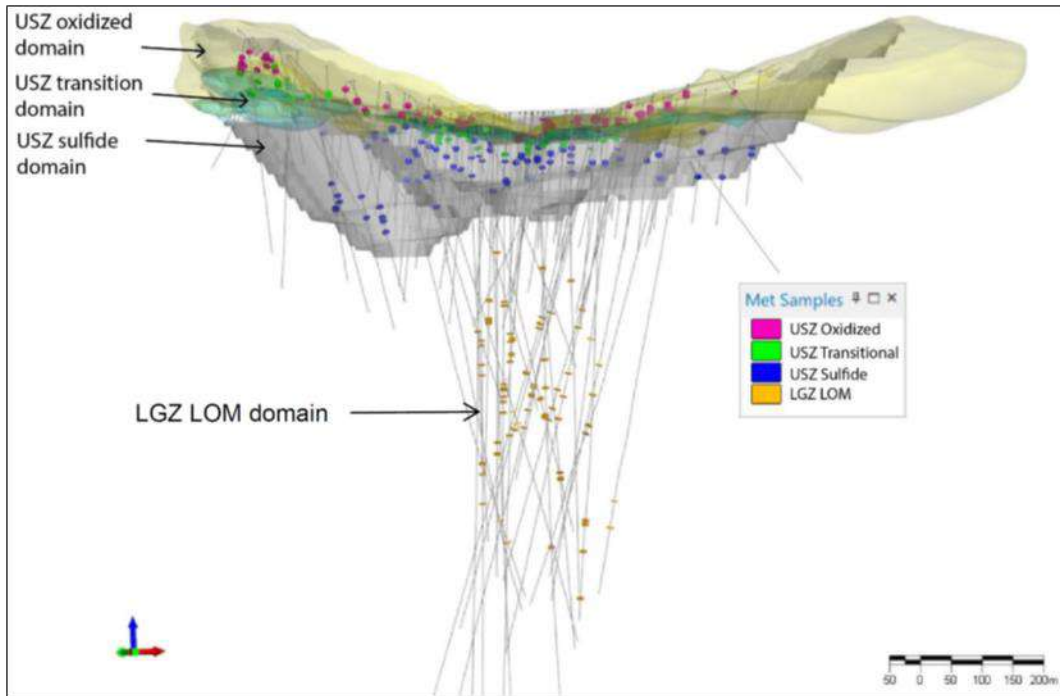 USZ oxidized
domain
USZ transition
domain
USZ sulfide
domain
Met Samples
USZ Oxidized
USZ Transitional
USZ Sulfide
LGZ LOM
LGZ LOM domain
50 0 50 100 150 200m